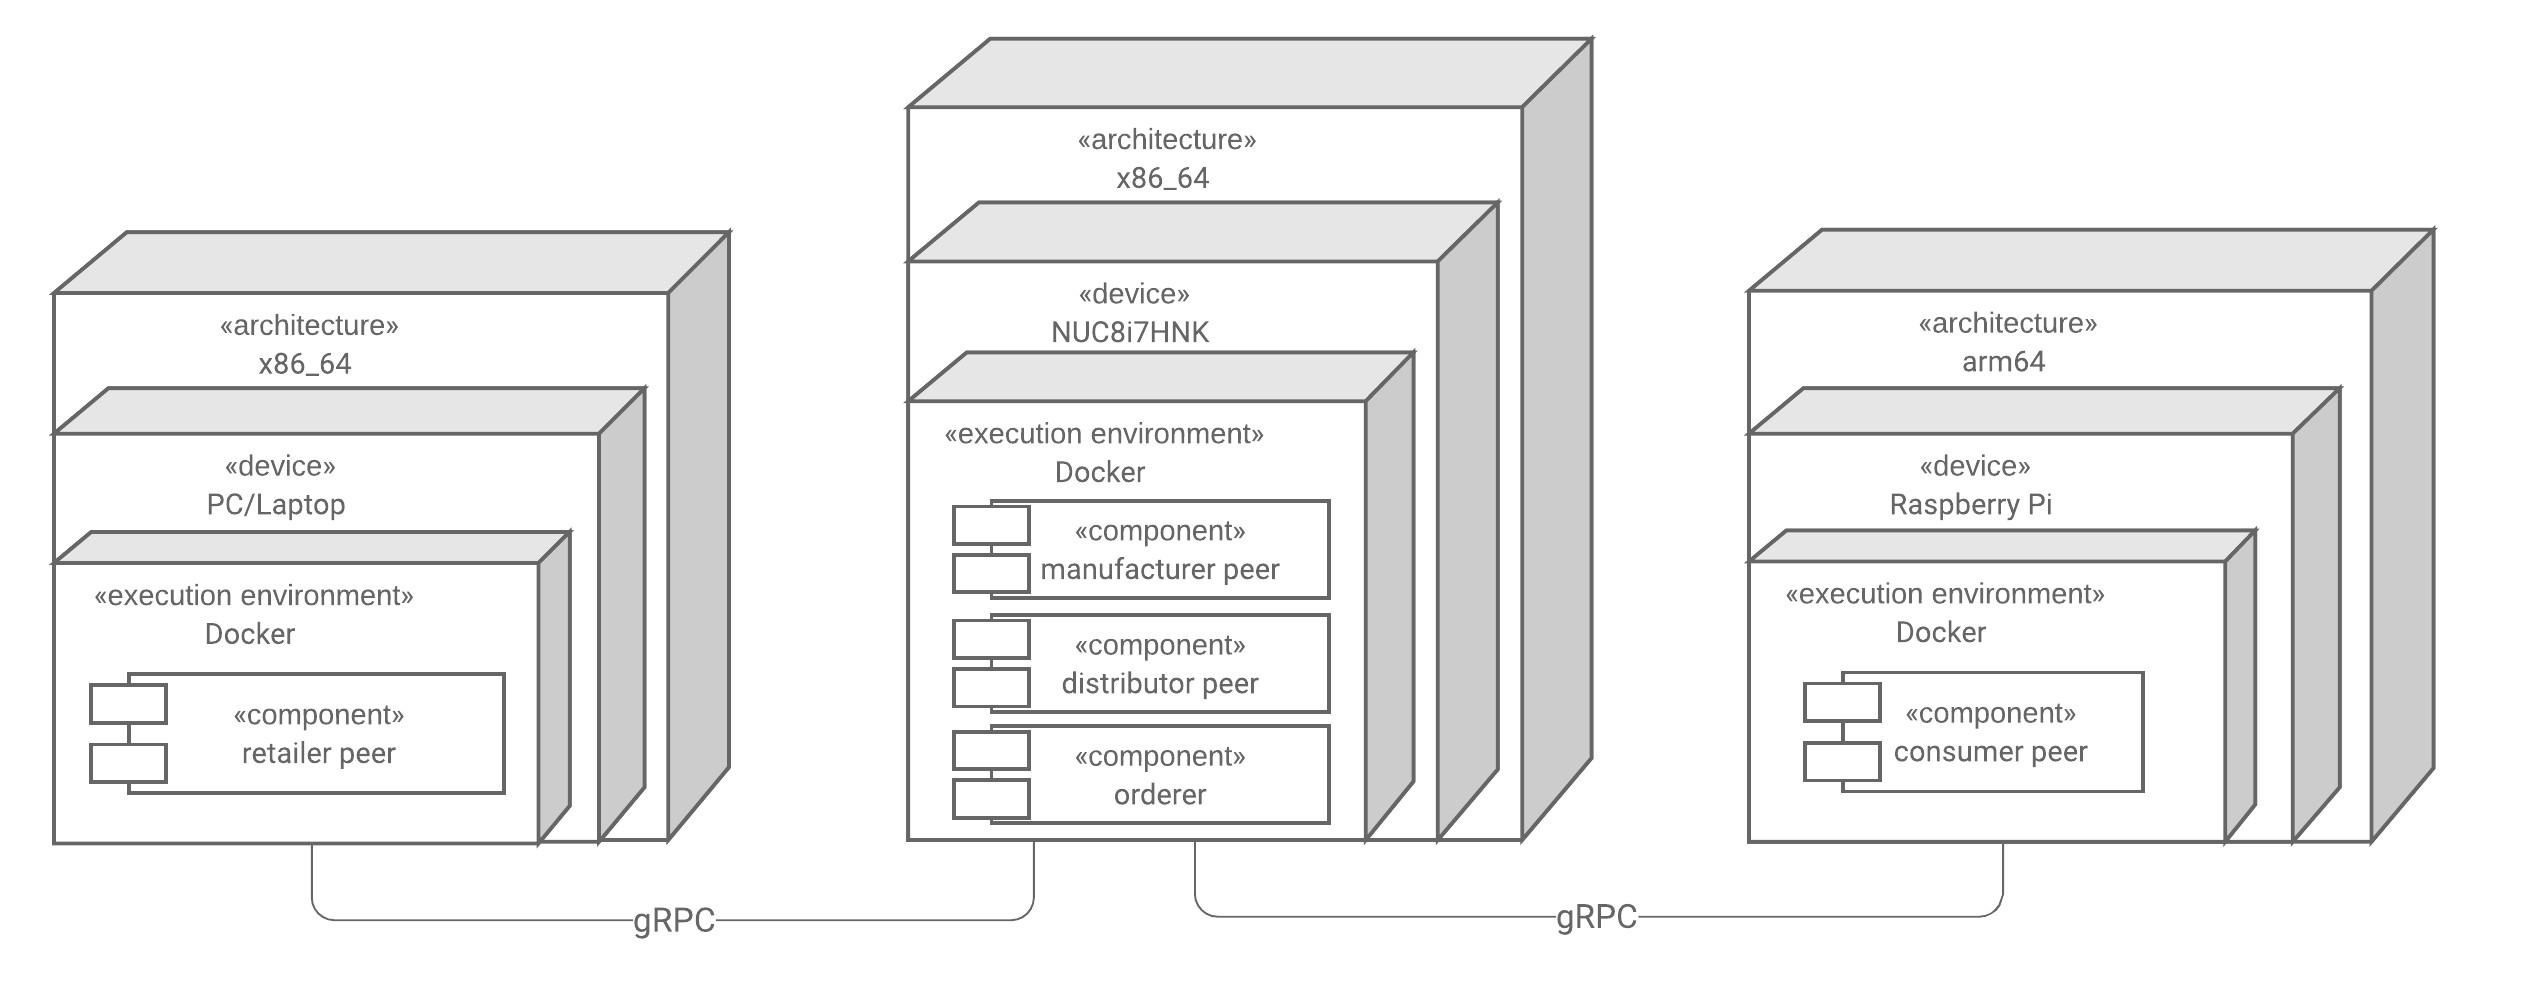 «architecture»
x86_64
«device»
PC/Laptop
«execution environment»
Docker
«component»
retailer peer
«architecture»
x86_64
«device»
NUC8i7HNK
«execution environment»
Docker
«component»
manufacturer peer
«component»
distributor peer
«component»
orderer
«architecture»
arm64
«device»
Raspberry Pi
«execution environment»
Docker
«component»
consumer peer
gRPC
gRPC